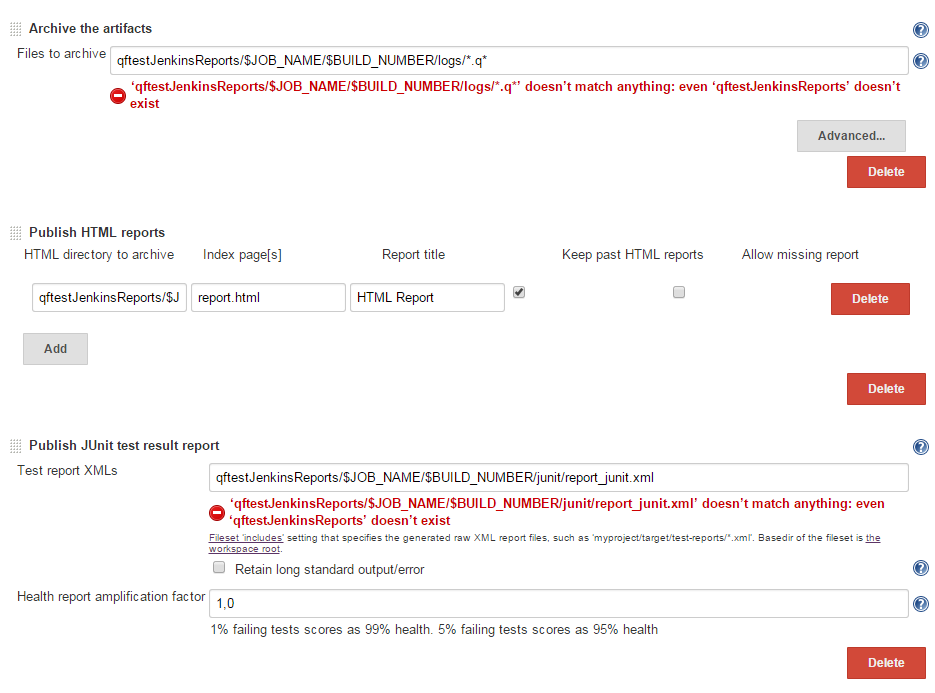 Archive the artifacts
Files to archive
qftestJenkinsReports/$JOB_NAME/$BUILD_NUMBER/logs/*.q*
‘qftestJenkinsReports/$JOB_NAME/$BUILD_NUMBER/logs/*.q*’ doesn’t match anything: even ‘qftestJenkinsReports’ doesn’t
exist
Advanced...
Delete
Publish HTML reports
HTML directory to archive Index page[s] Report title Keep past HTML reports Allow missing report
qftestJenkinsReports/$J report.html HTML Report Delete
Add
Delete
Publish JUnit test result report
Test report XMLs
qftestJenkinsReports/$JOB_NAME/$BUILD_NUMBER/junit/report_junit.xml
‘qftestJenkinsReports/$JOB_NAME/$BUILD_NUMBER/junit/report_junit.xml’ doesn’t match anything: even
‘qftestJenkinsReports’ doesn’t exist
Fileset 'includes' setting that specifies the generated raw XML report files, such as 'myproject/target/test-reports/*.xml'. Basedir of the fileset is the
workspace root.
Retain long standard output/error
Health report amplification factor
1,0
1% failing tests scores as 99% health. 5% failing tests scores as 95% health
Delete